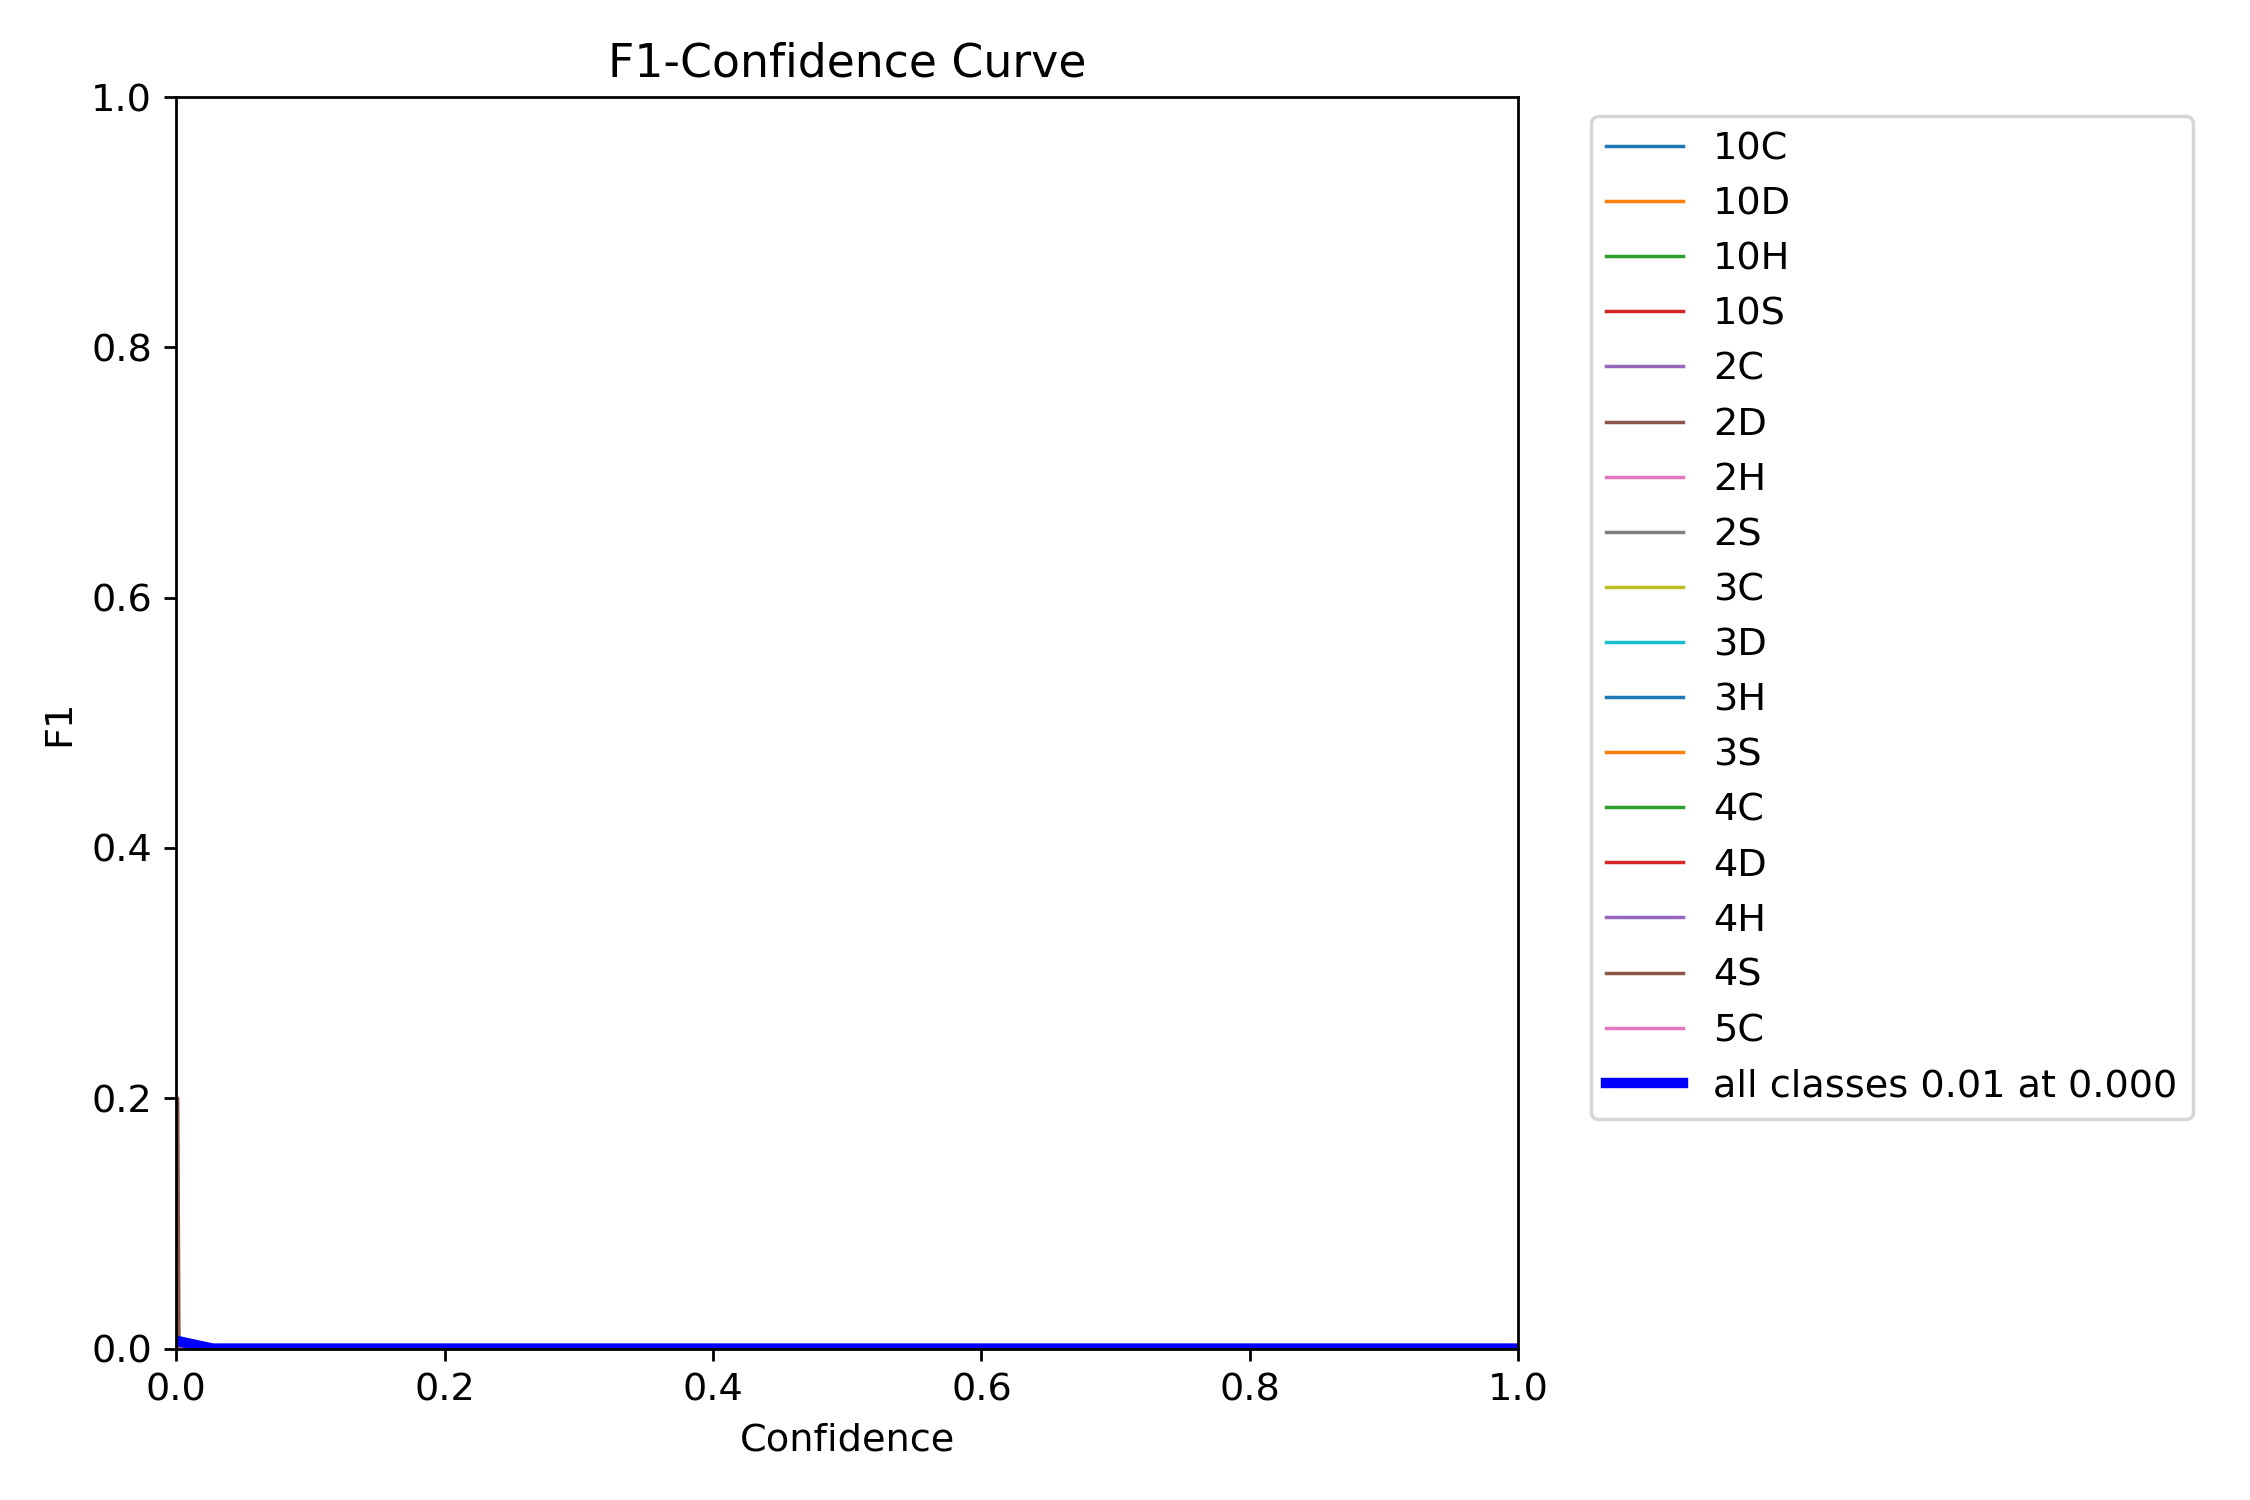 F1-Confidence Curve
1.0
0.8
0.6
0.4
0.2
0.0
F1
0.0 0.2 0.4 0.6 0.8 1.0
Confidence
10C
10D
10H
10S
2C
2D
2H
2S
3C
3D
3H
3S
4C
4D
4H
4S
5C
all classes 0.01 at 0.000